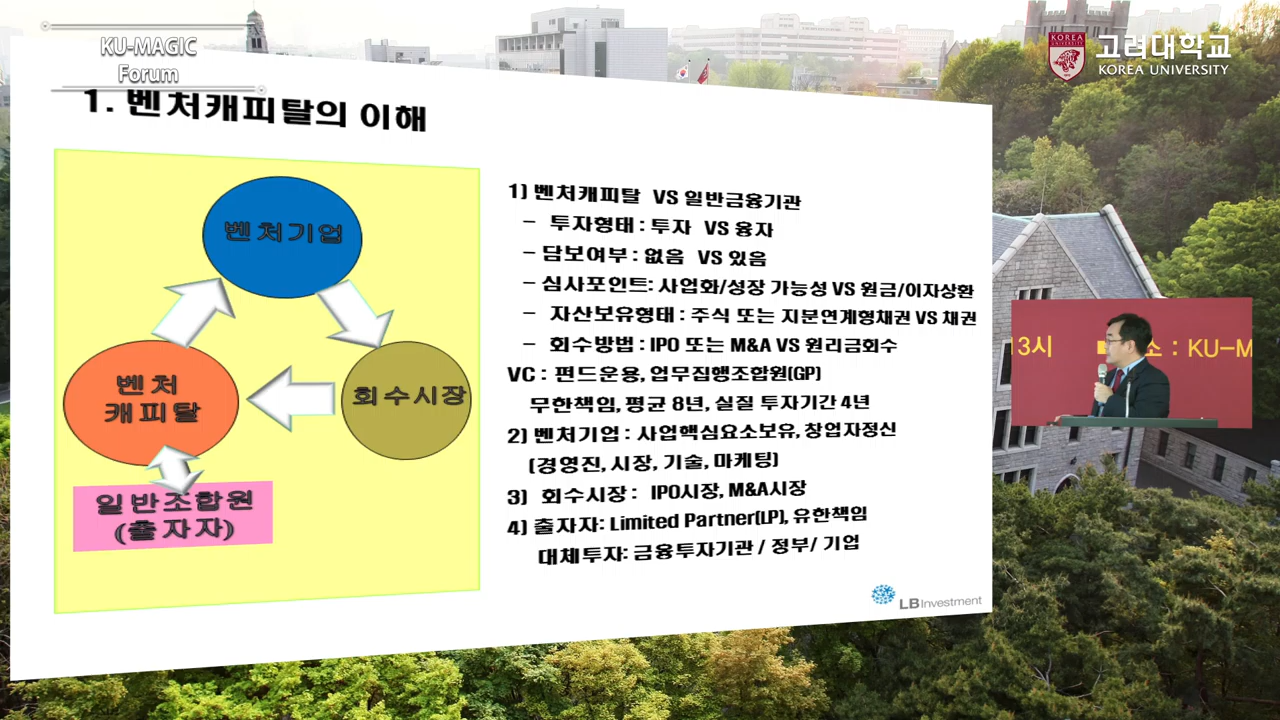 KU-MAGIC
Forum
고려대학교
KOREA UNIVERSITY
KOREA
1. 벤처캐피탈의 이해
벤처기업
벤처
캐피탈
회수시장
일반조합원
(출자자)
1) 벤처캐피탈 VS 일반금융기관
- 투자형태 : 투자 VS 융자
- 담보여부 : 없음 VS 있음
- 심사포인트: 사업화/성장 가능성 VS 원금/이자상환
- 자산보유형태 : 주식 또는 지분연계형채권 VS 채권
- 회수방법 : IPO 또는 M&A VS 원리금회수
VC : 펀드운용, 업무집행조합원(GP)
무한책임, 평균 8년, 실질 투자기간 4년
2) 벤처기업 : 사업핵심요소보유, 창업자정신
(경영진, 시장, 기술, 마케팅)
3) 회수시장 : IPO시장, M&A시장
4) 출자자: Limited Partner(LP), 유한책임
대체투자: 금융투자기관 / 정부/ 기업
LB Investment
13시
소 : KU-M